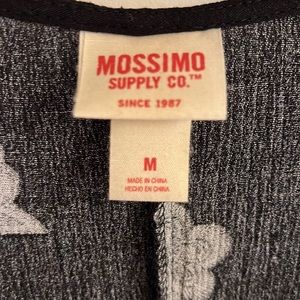 MOSSIMO
SUPPLY CO.™
SINCE 1987
M
MADE IN CHINA
HECHO EN CHINA